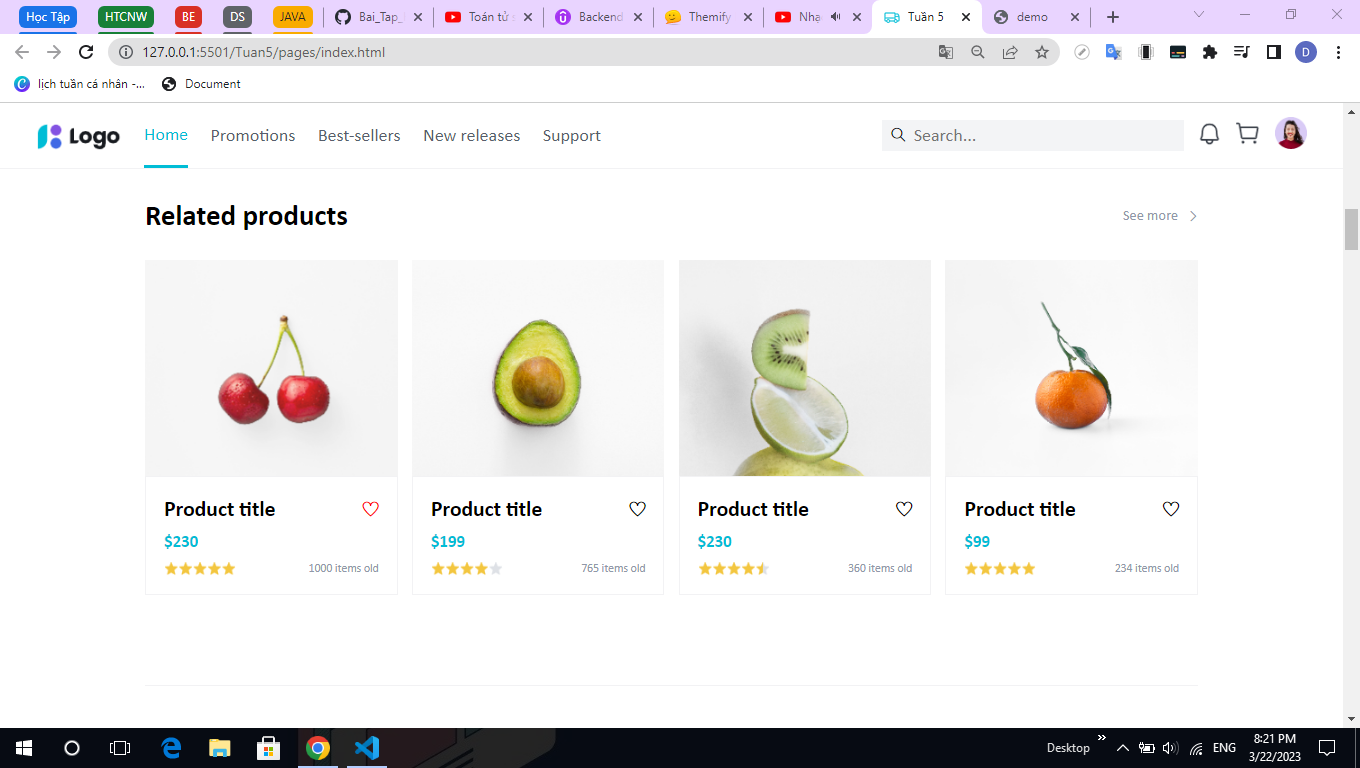 Học Tập HTCNW BE DS JAVA Bai_Tap_ Toán tử Backend Themify Nhạ Tuần 5 demo
127.0.0.1:5501/Tuan5/pages/index.html D
lịch tuần cá nhân -... Document
Logo Home Promotions Best-sellers New releases Support Search...
Related products See more
Product title Product title Product title Product title
$230 $199 $230 $99
1000 items old 765 items old 360 items old 234 items old
Desktop ENG 8:21 PM
3/22/2023